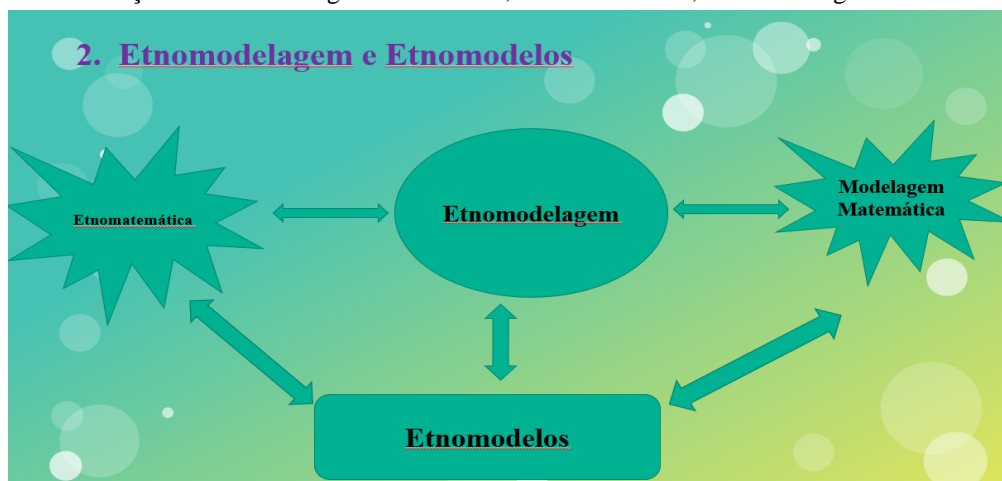 2. Etnomodelagem e Etnomodelos
Etnomatemática
Etnomodelagem
Modelagem
Matemática
Etnomodelos